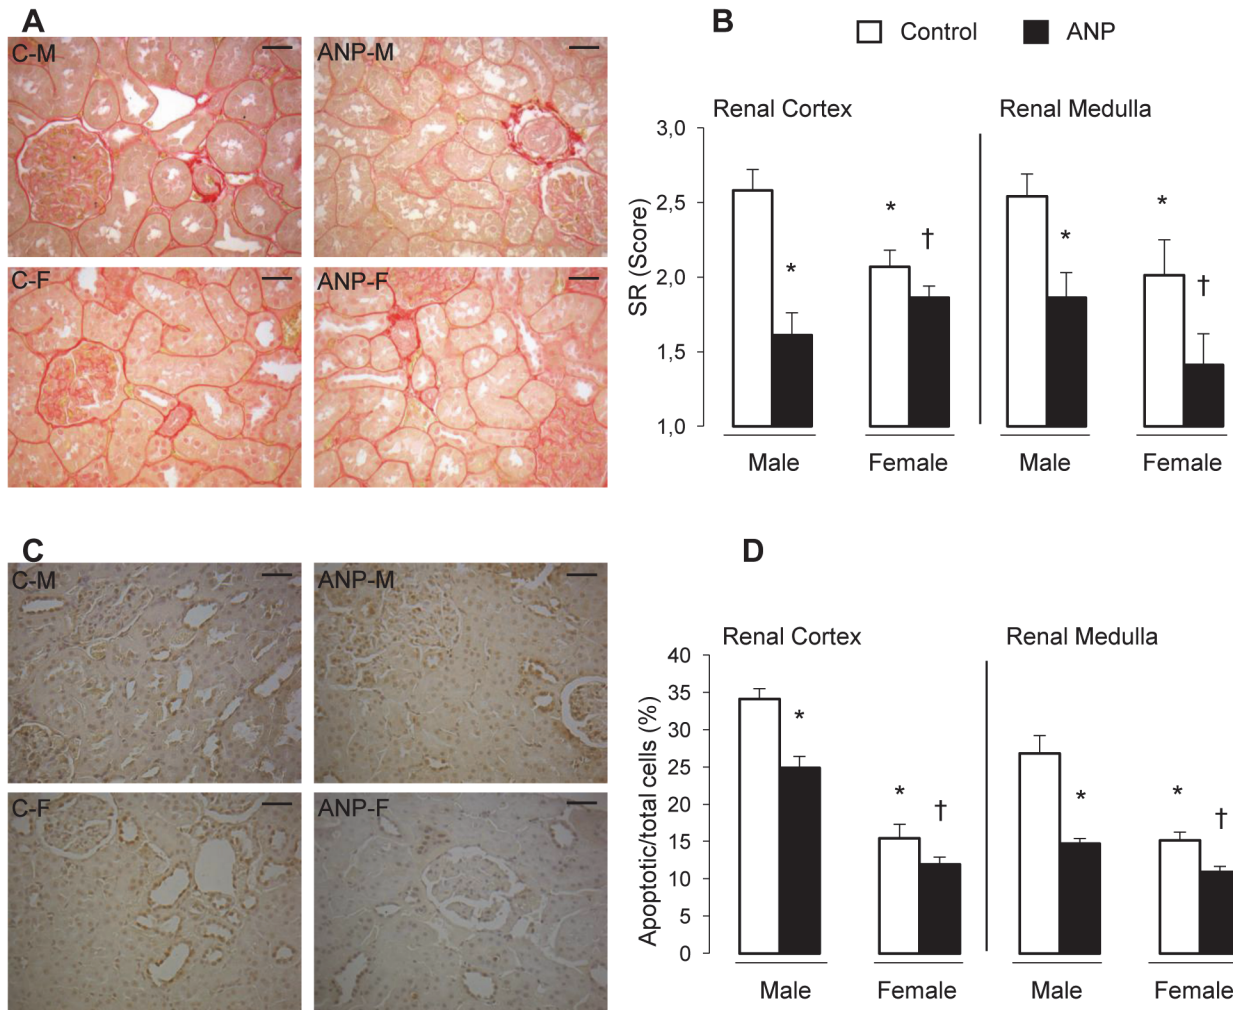 A
C-M
ANP-M
C-F
ANP-F
B
Control
ANP
Renal Cortex
Renal Medulla
SR (Score)
3,0
2,5
2,0
1,5
1,0
*
*
†
*
*
†
Male
Female
Male
Female
C
C-M
ANP-M
C-F
ANP-F
D
Renal Cortex
Renal Medulla
Apoptotic/total cells (%)
40
35
30
25
20
15
10
5
0
*
*
†
*
*
†
Male
Female
Male
Female